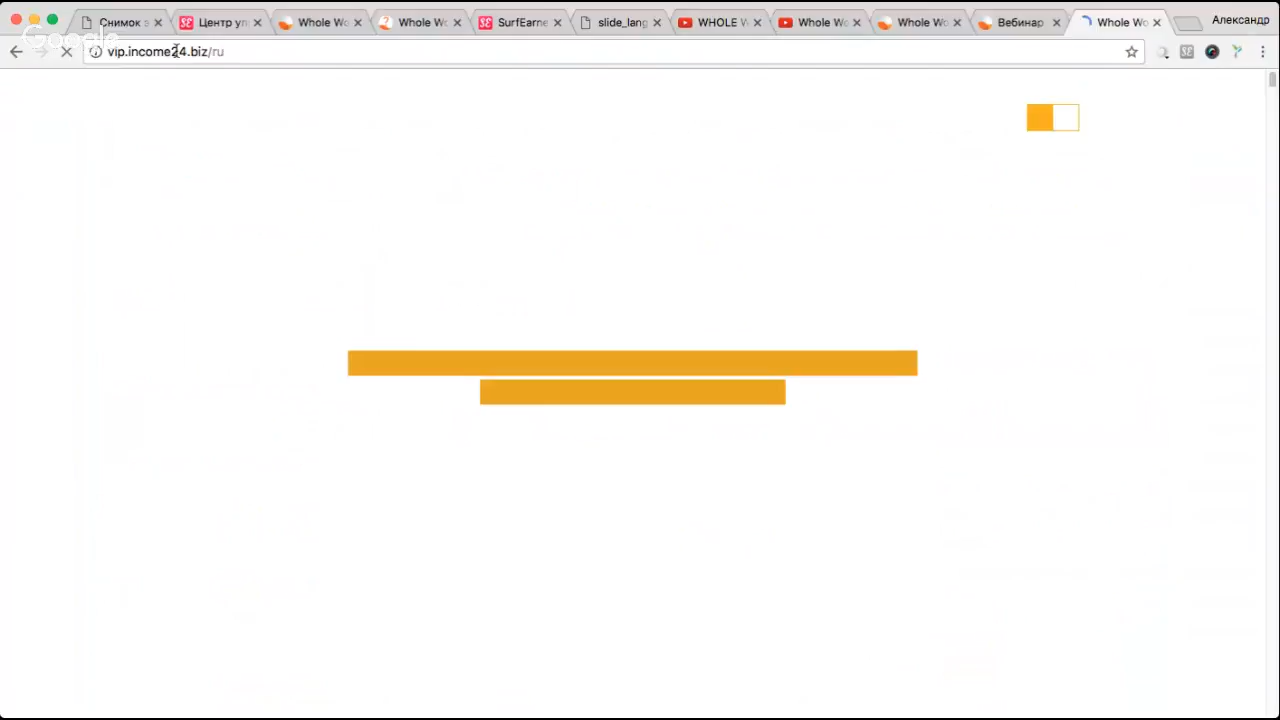 Снимок э
Центр уп
Whole Wo
Whole Wo
SurfEarne
slide_lang
WHOLE W
Whole Wo
Whole Wo
Вебинар
Whole Wo
Александр
Google
vip.income24.biz/ru